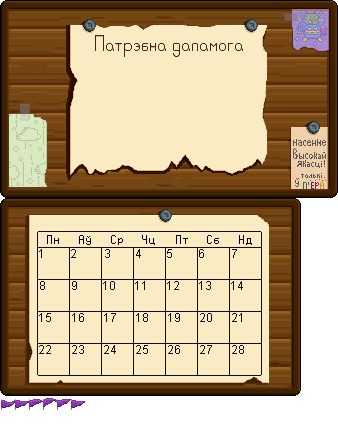 Патрэбна дапамога
Насенне
высокай
якасці!
Толькі
ў П'ЕРА
Пн Аў Ср Чц Пт Сб Нд
1 2 3 4 5 6 7
8 9 10 11 12 13 14
15 16 17 18 19 20 21
22 23 24 25 26 27 28